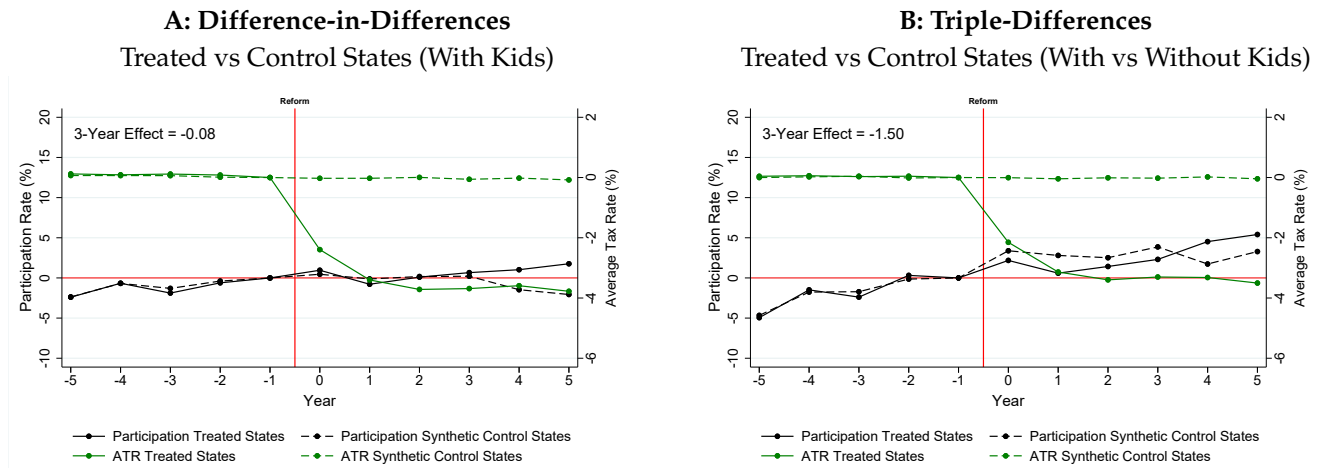 A: Difference-in-Differences
Treated vs Control States (With Kids)
Reform
3-Year Effect = -0.08
Participation Rate (%)
20
15
10
5
0
-5
-10
Average Tax Rate (%)
2
0
-2
-4
-6
-5 -4 -3 -2 -1 0 1 2 3 4 5
Year
Participation Treated States
Participation Synthetic Control States
ATR Treated States
ATR Synthetic Control States
B: Triple-Differences
Treated vs Control States (With vs Without Kids)
Reform
3-Year Effect = -1.50
Participation Rate (%)
20
15
10
5
0
-5
-10
Average Tax Rate (%)
2
0
-2
-4
-6
-5 -4 -3 -2 -1 0 1 2 3 4 5
Year
Participation Treated States
Participation Synthetic Control States
ATR Treated States
ATR Synthetic Control States